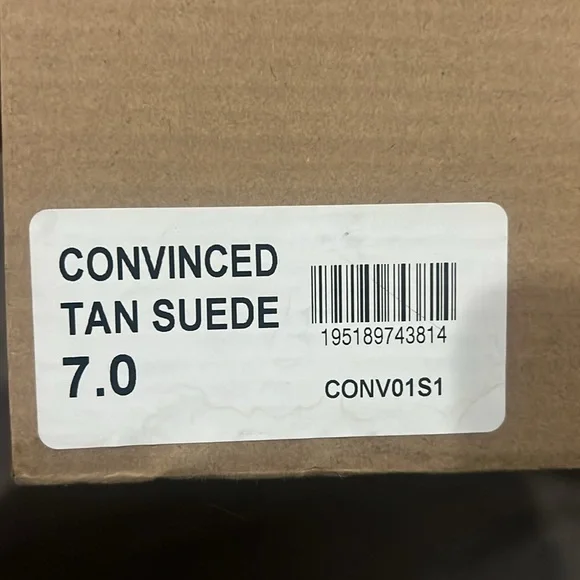 CONVINCED
TAN SUEDE
7.0
195189743814
CONV01S1